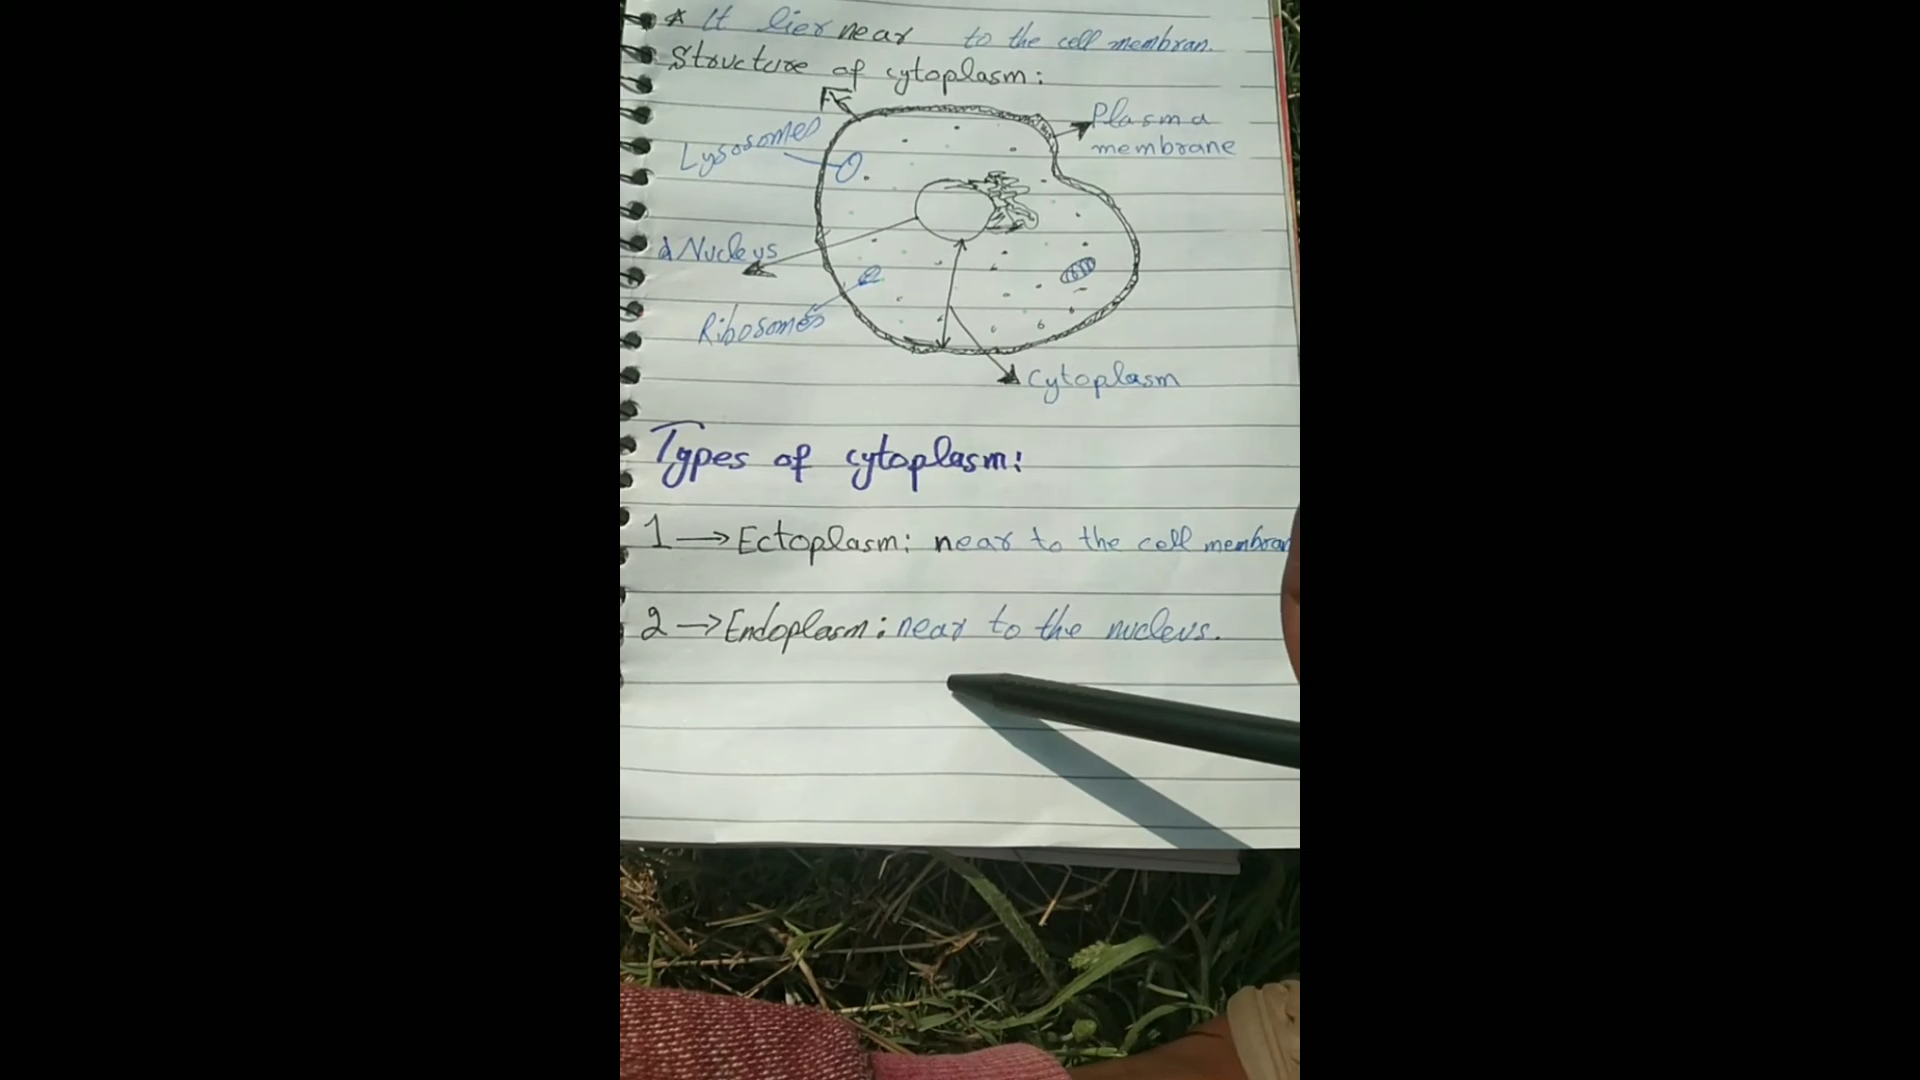 * It lies near to the cell membran.
Structure of cytoplasm:
Plasma
membrane
Lysosomes
Nucleus
Ribosomes
Cytoplasm
Types of cytoplasm:
1 → Ectoplasm: near to the cell membran
2 → Endoplasm: near to the nucleus.